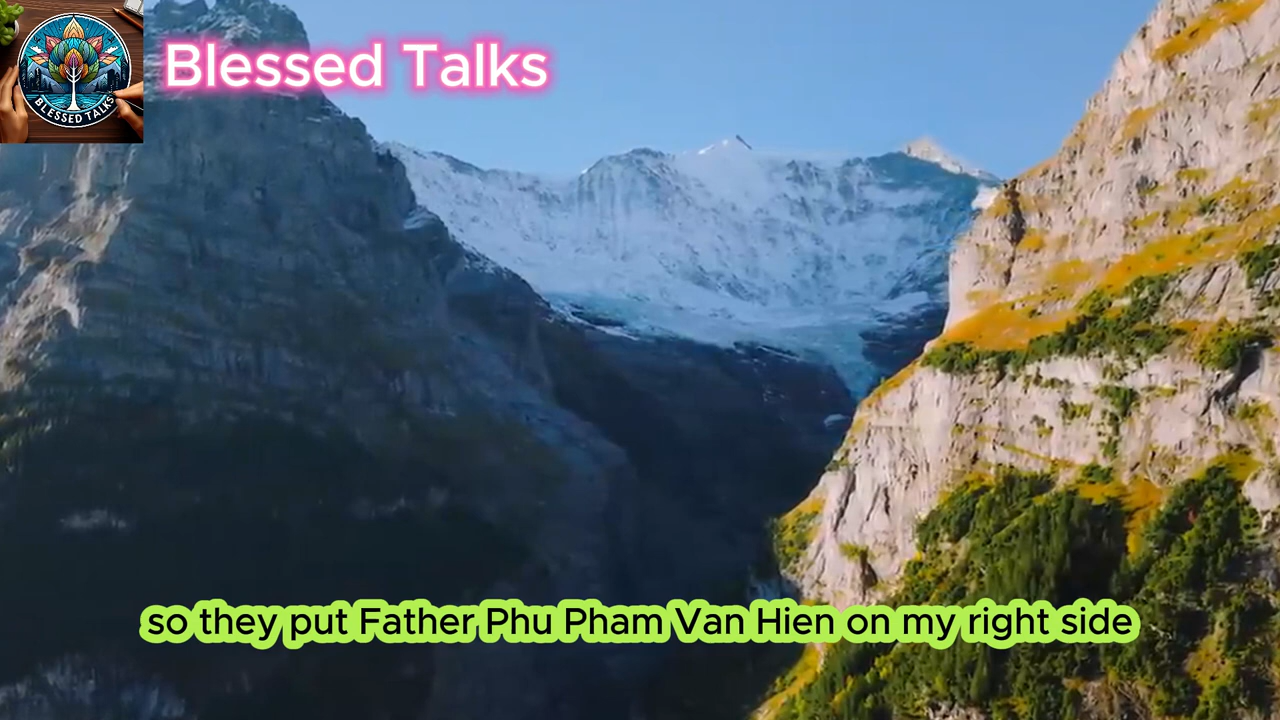 Blessed Talks
BLESSED TALKS
so they put Father Phu Pham Van Hien on my right side